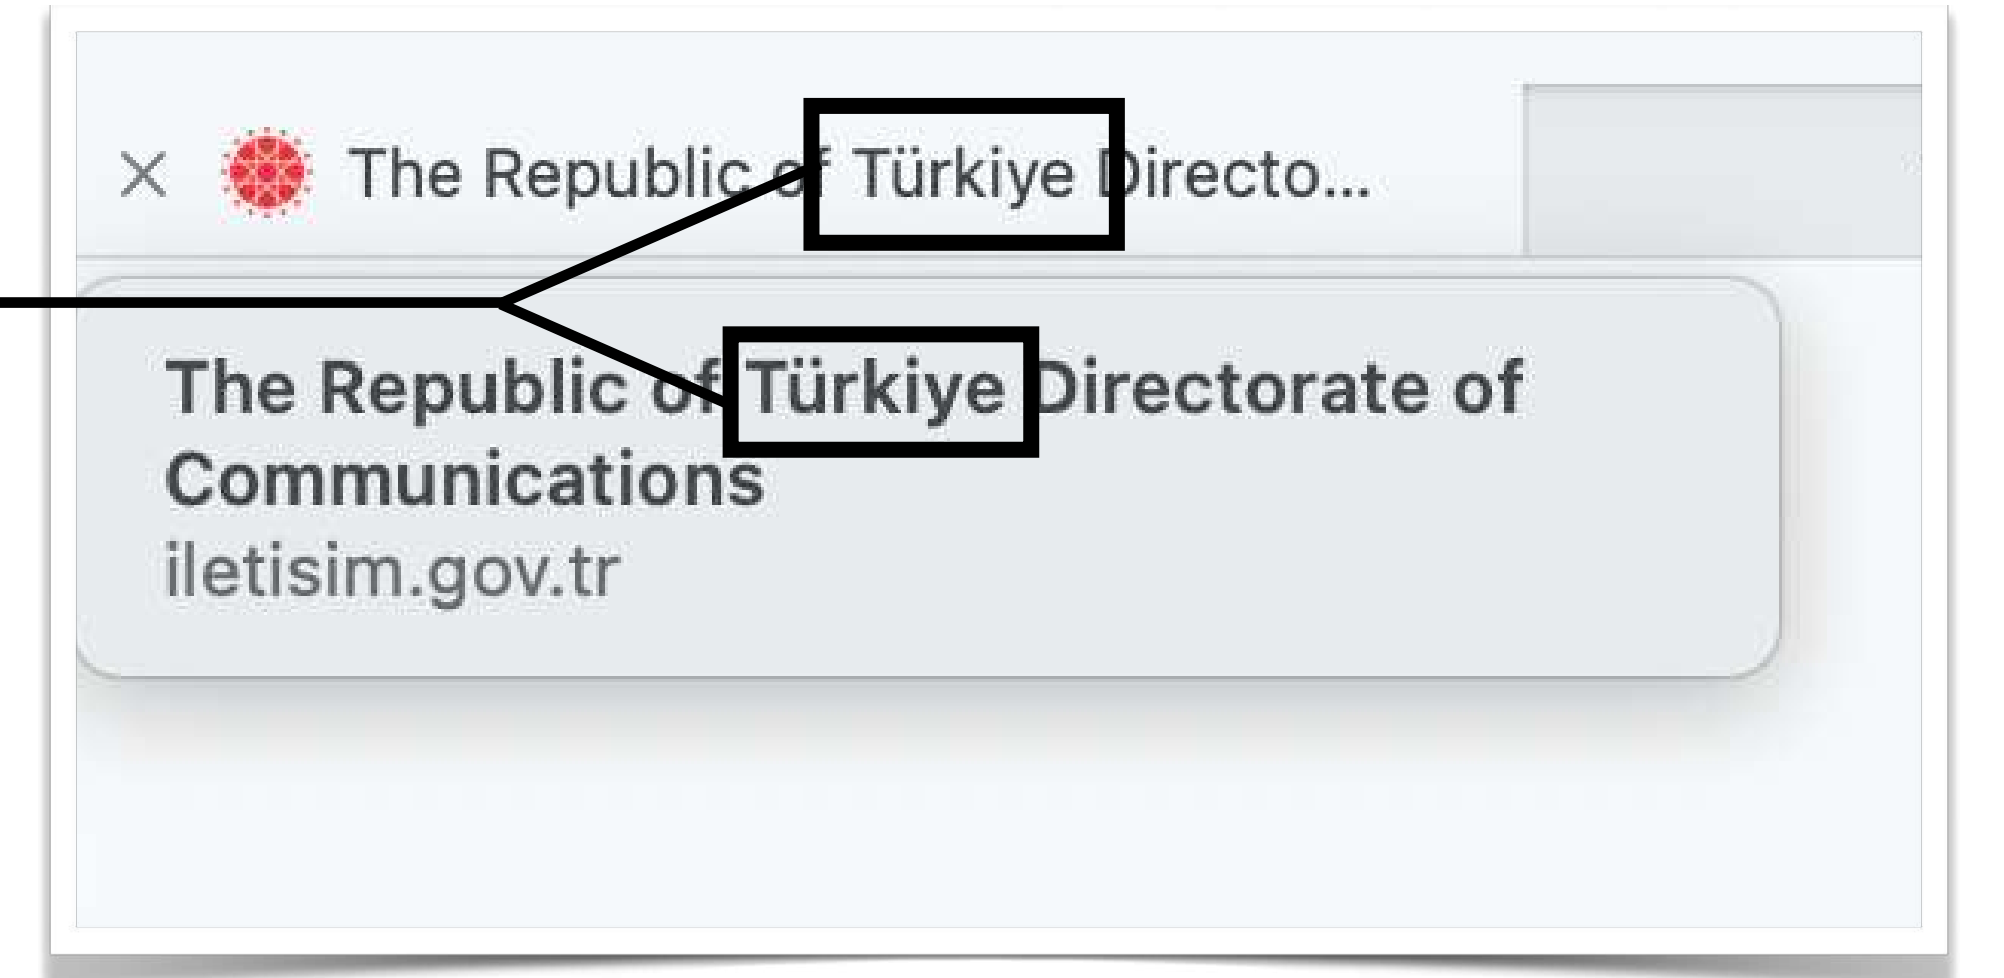 The Republic of Türkiye Directo...
The Republic of Türkiye Directorate of
Communications
iletisim.gov.tr